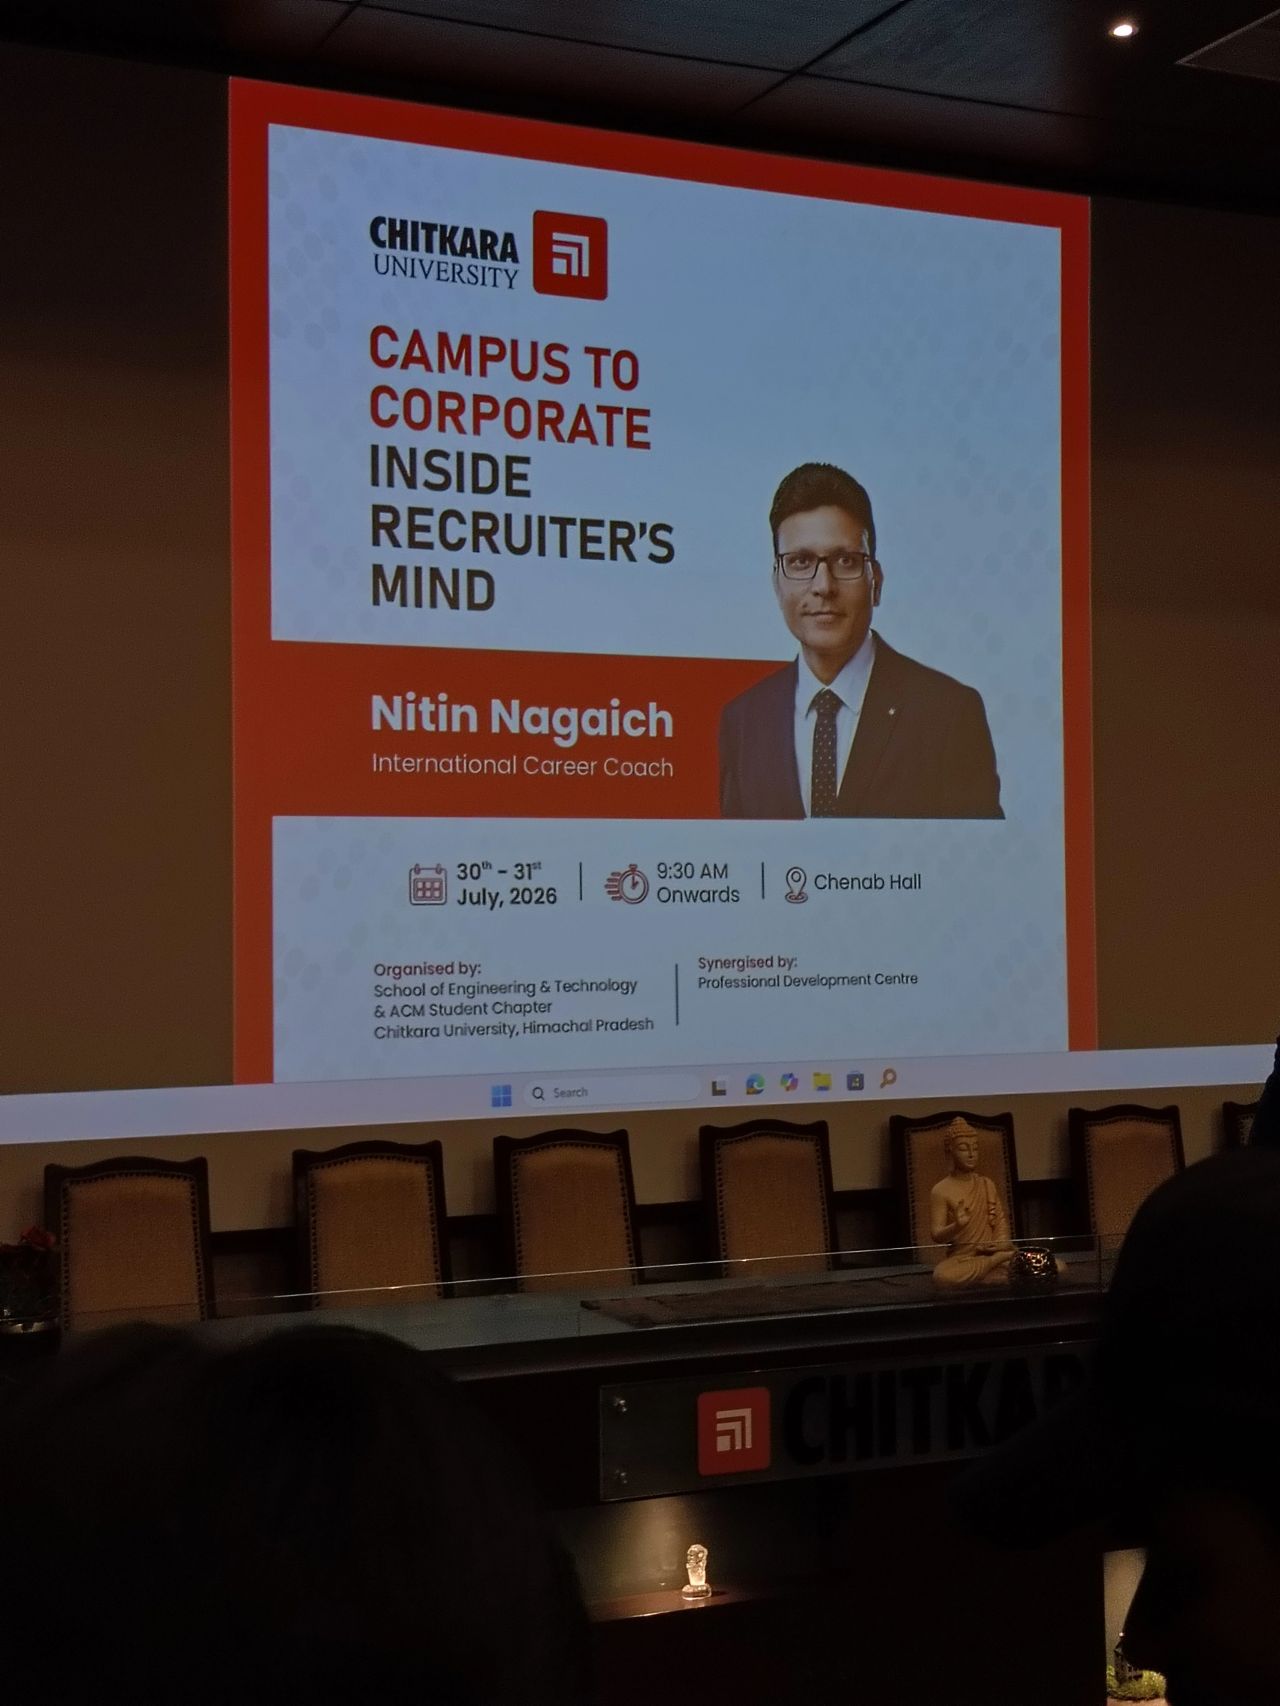 CHITKARA
UNIVERSITY
CAMPUS TO
CORPORATE
INSIDE
RECRUITER'S
MIND
Nitin Nagaich
International Career Coach
30th - 31st
July, 2026
9:30 AM
Onwards
Chenab Hall
Organised by:
School of Engineering & Technology
& ACM Student Chapter
Chitkara University, Himachal Pradesh
Synergised by:
Professional Development Centre
Search
CHITKAR